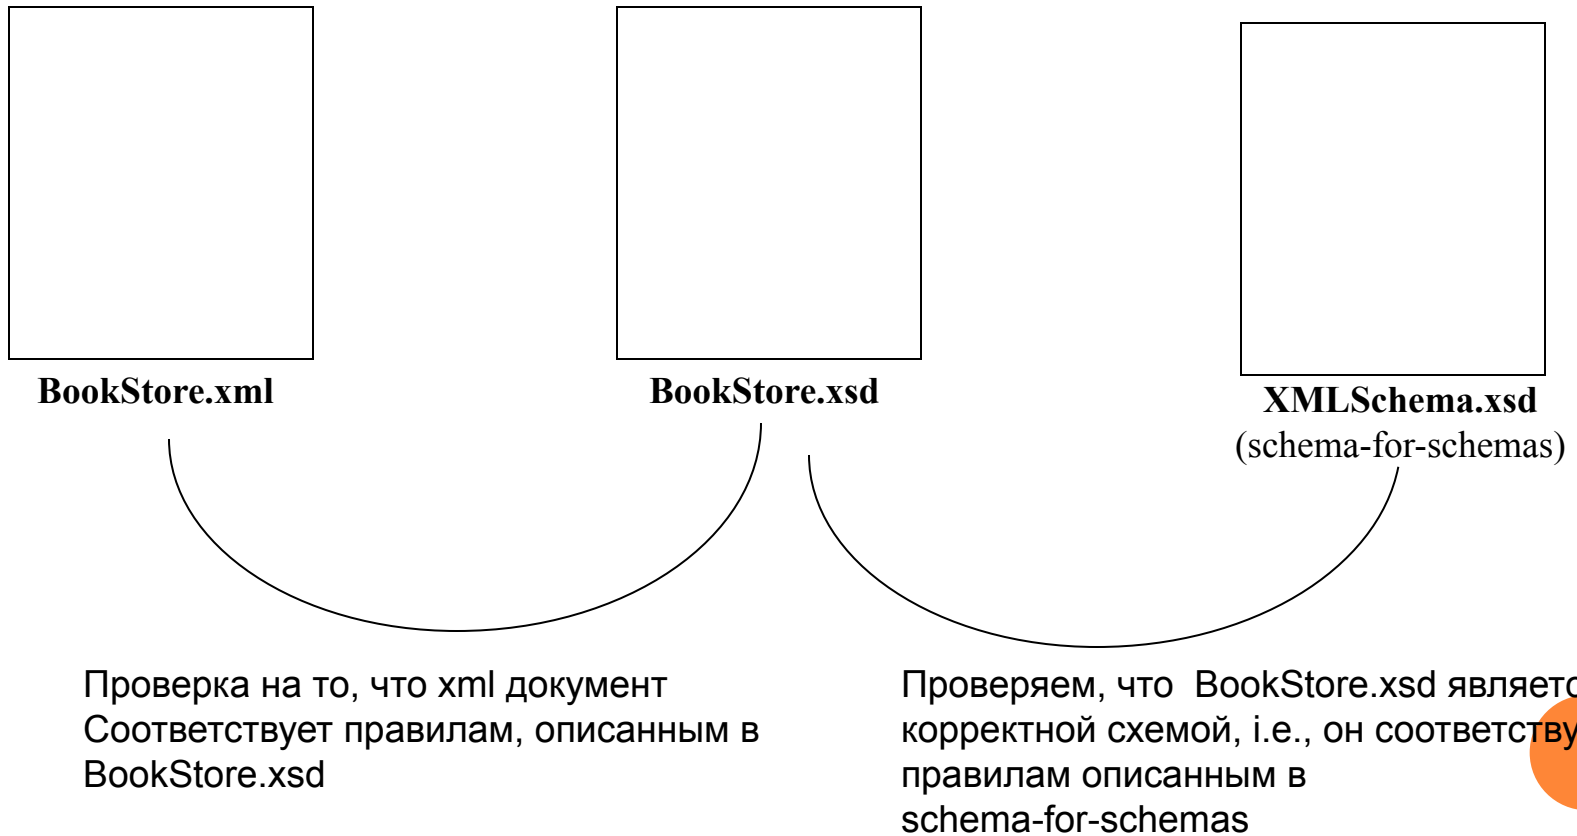 BookStore.xml
BookStore.xsd
XMLSchema.xsd
(schema-for-schemas)
Проверка на то, что xml документ
Соответствует правилам, описанным в
BookStore.xsd
Проверяем, что BookStore.xsd являетс
корректной схемой, i.e., он соответству
правилам описанным в
schema-for-schemas